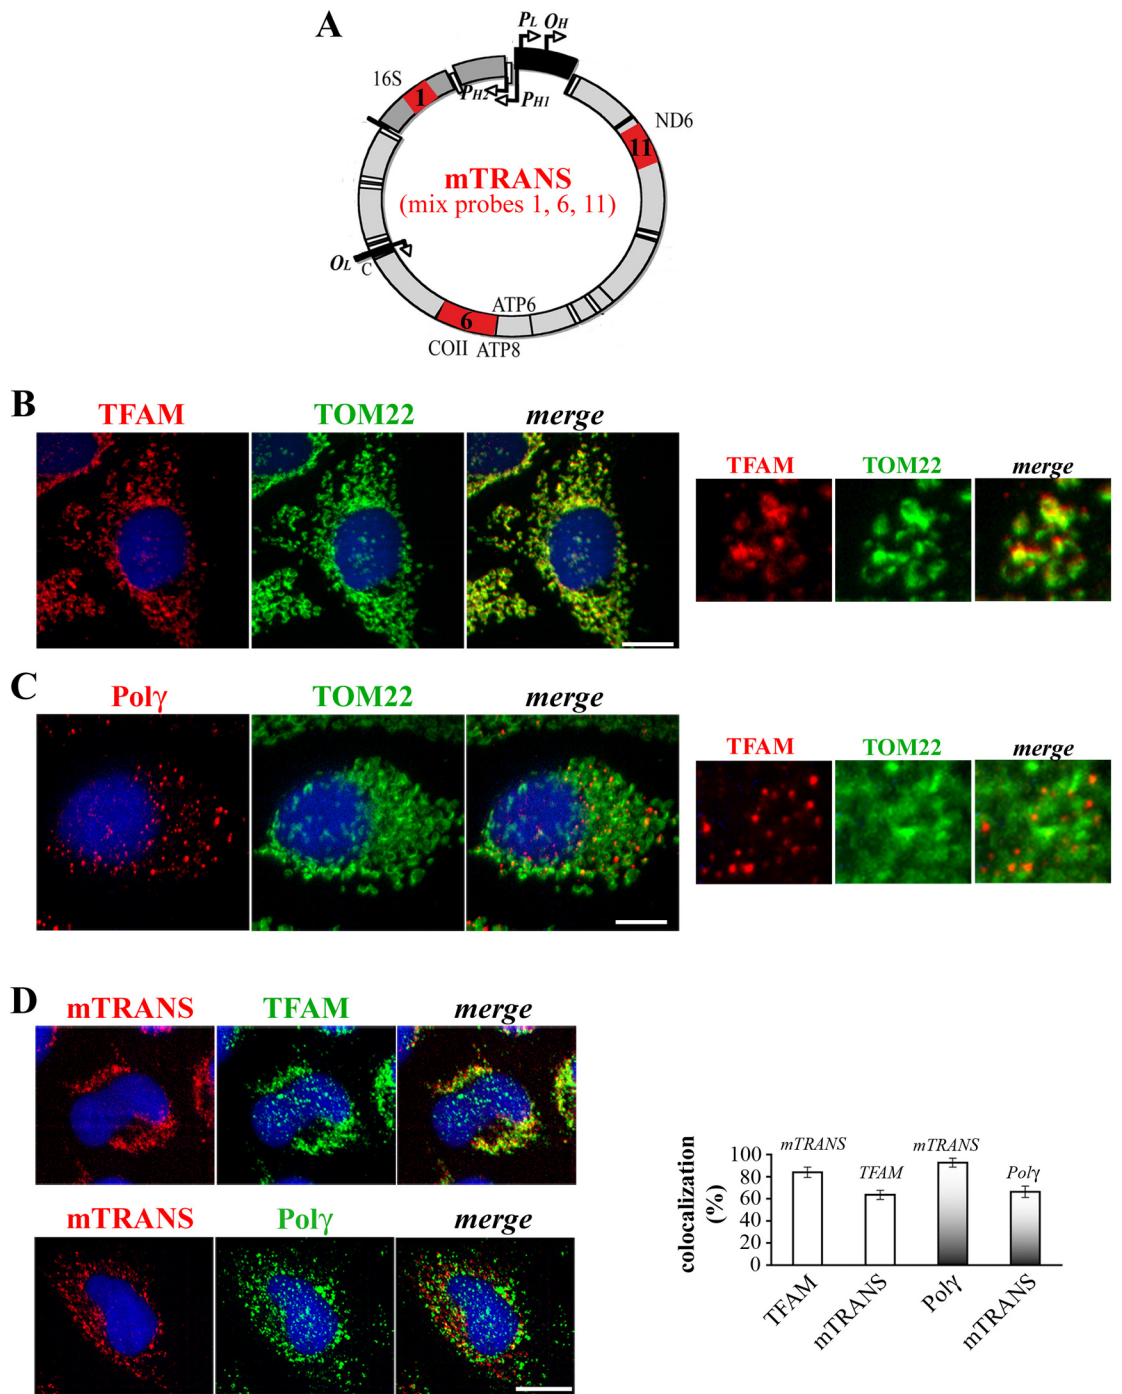 A
PL OH
16S
1
PH2 PH1
ND6
11
mTRANS
(mix probes 1, 6, 11)
OL
C
ATP6
6
COII ATP8
B
TFAM TOM22 merge
TFAM TOM22 merge
C
Polγ TOM22 merge
TFAM TOM22 merge
D
mTRANS TFAM merge
mTRANS Polγ merge
colocalization
(%)
100
80
60
40
20
0
mTRANS
TFAM
mTRANS
Polγ
TFAM
mTRANS
Polγ
mTRANS